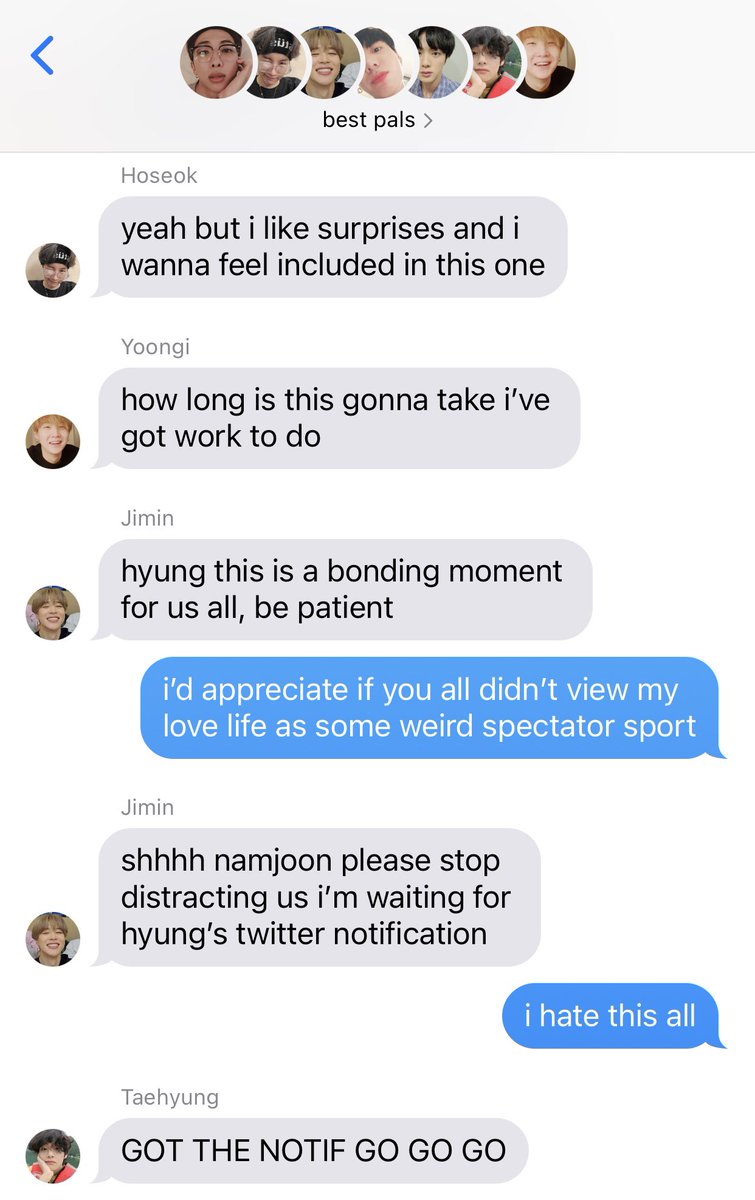 best pals
Hoseok
yeah but i like surprises and i
wanna feel included in this one
Yoongi
how long is this gonna take i’ve
got work to do
Jimin
hyung this is a bonding moment
for us all, be patient
i’d appreciate if you all didn’t view my
love life as some weird spectator sport
Jimin
shhhh namjoon please stop
distracting us i’m waiting for
hyung’s twitter notification
i hate this all
Taehyung
GOT THE NOTIF GO GO GO